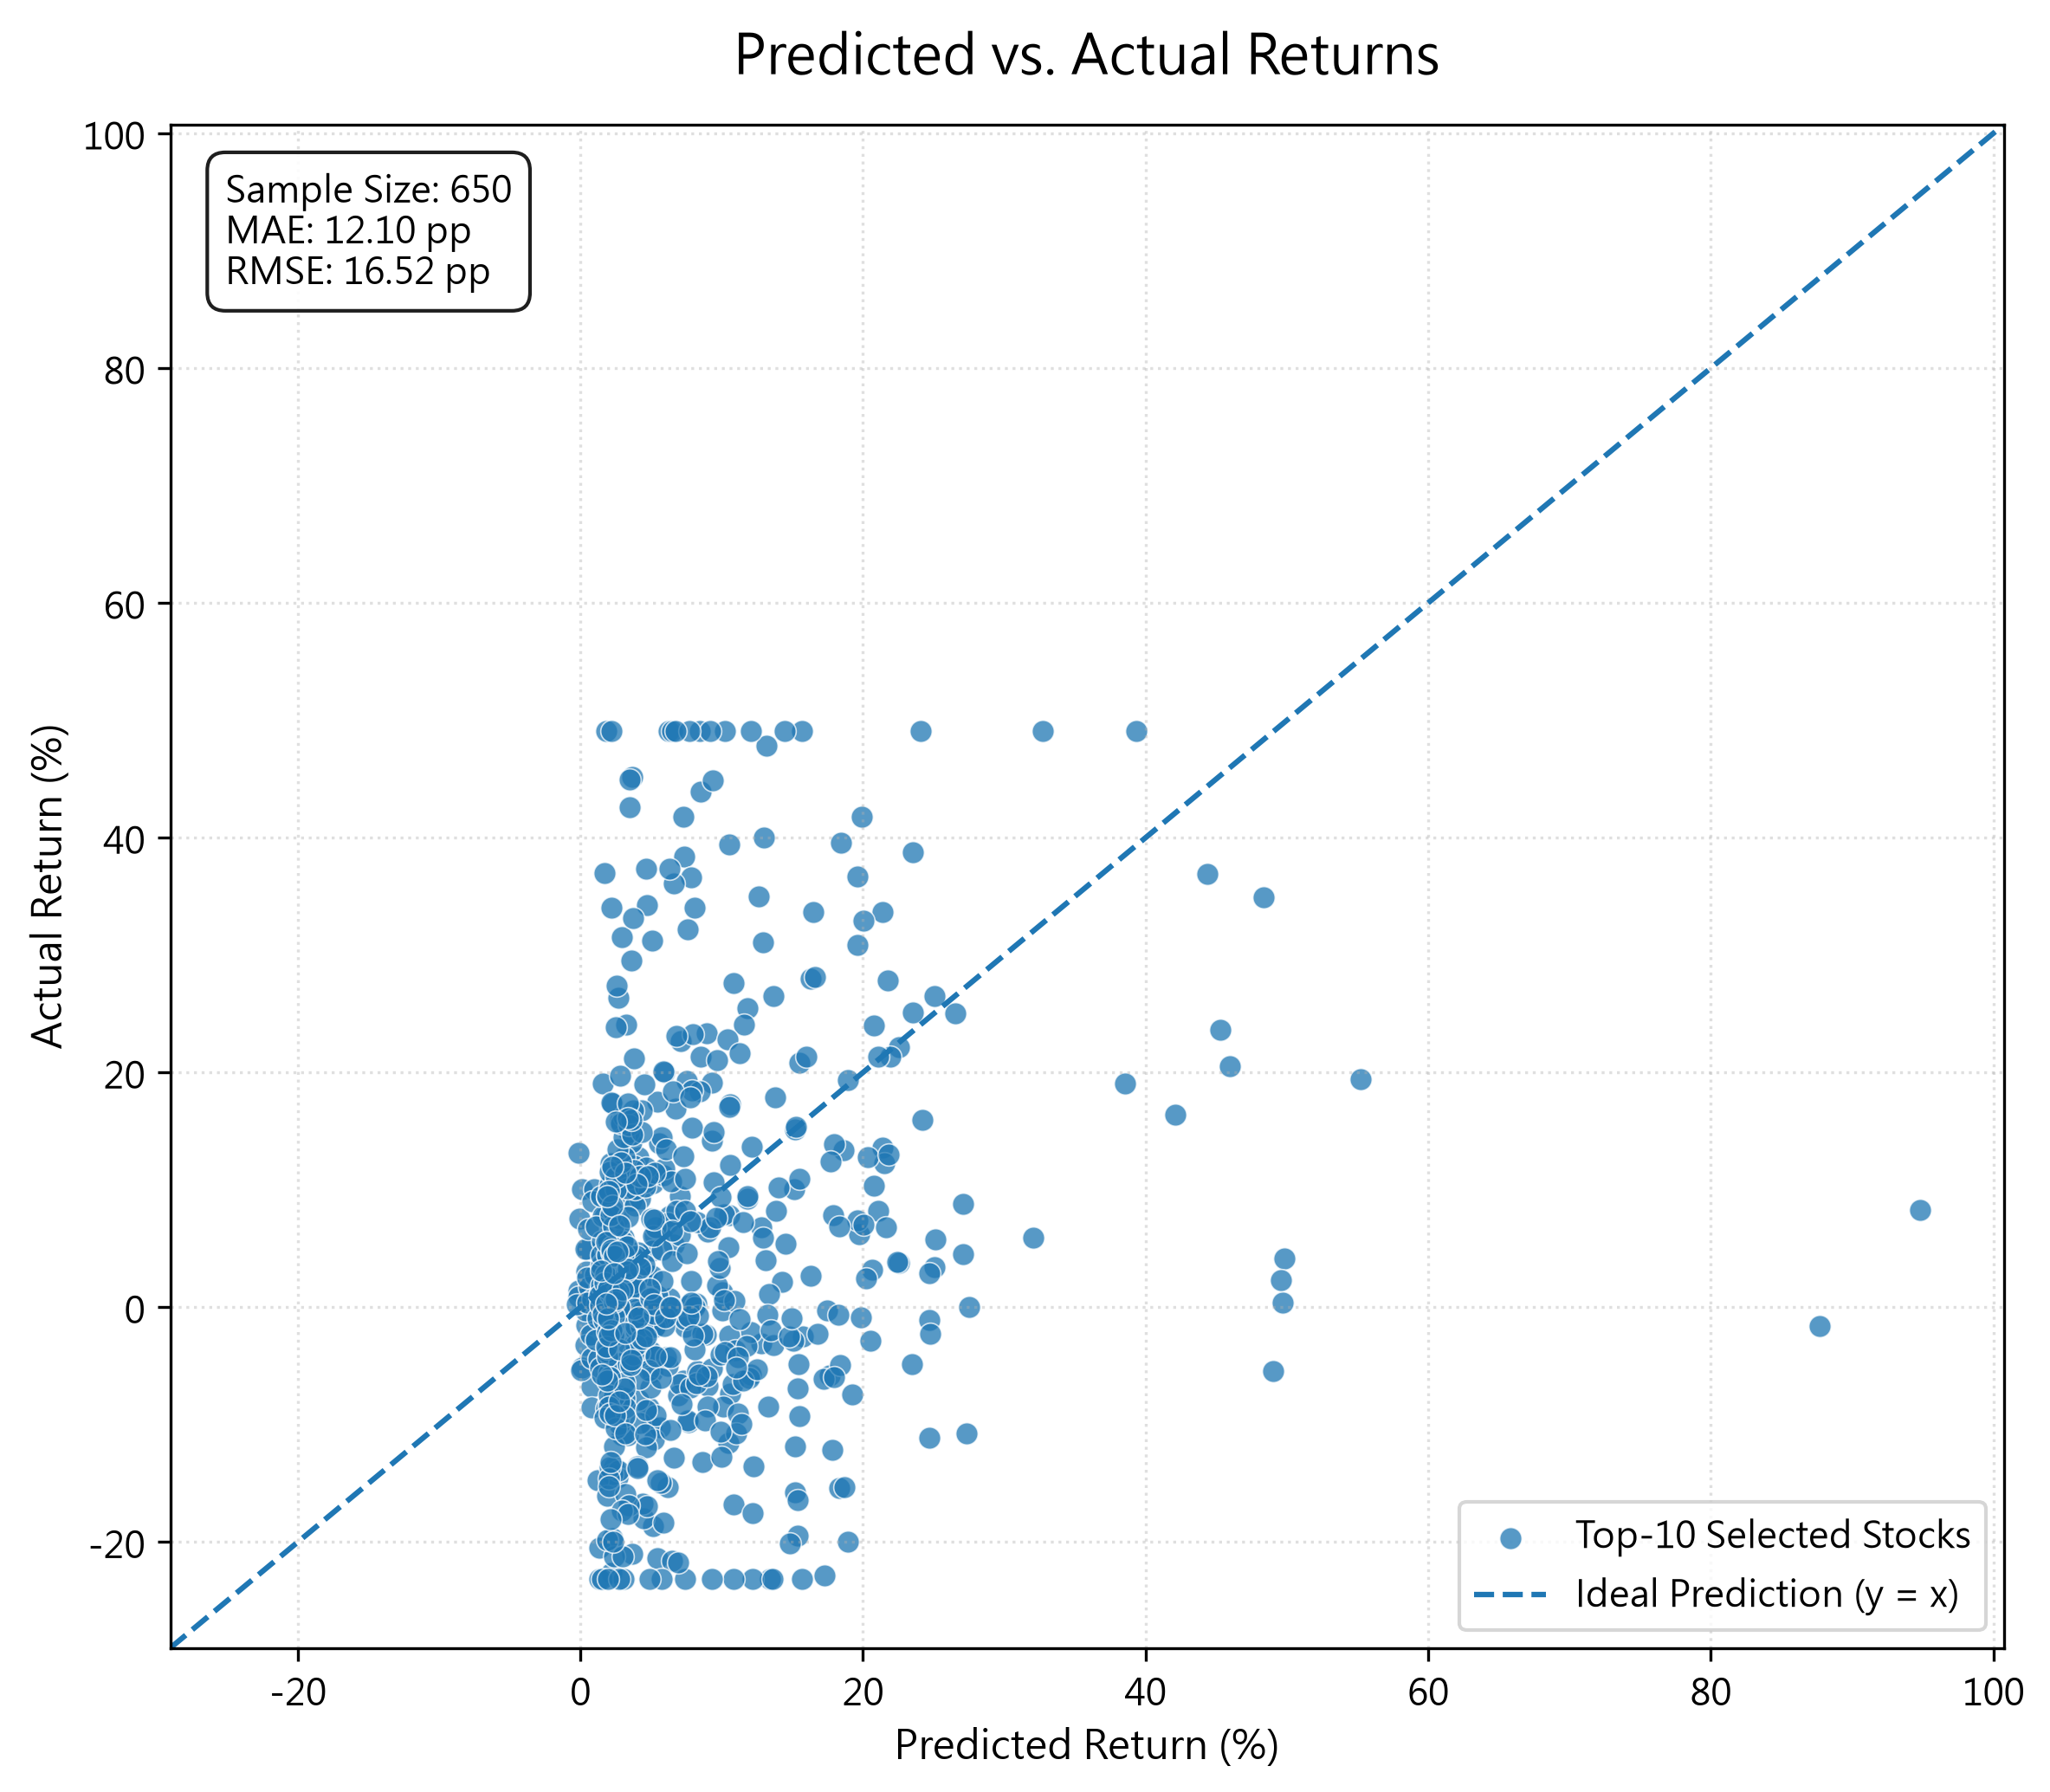 Predicted vs. Actual Returns
Sample Size: 650
MAE: 12.10 pp
RMSE: 16.52 pp
100
80
60
40
20
0
-20
Actual Return (%)
Top-10 Selected Stocks
Ideal Prediction (y = x)
-20
0
20
40
60
80
100
Predicted Return (%)